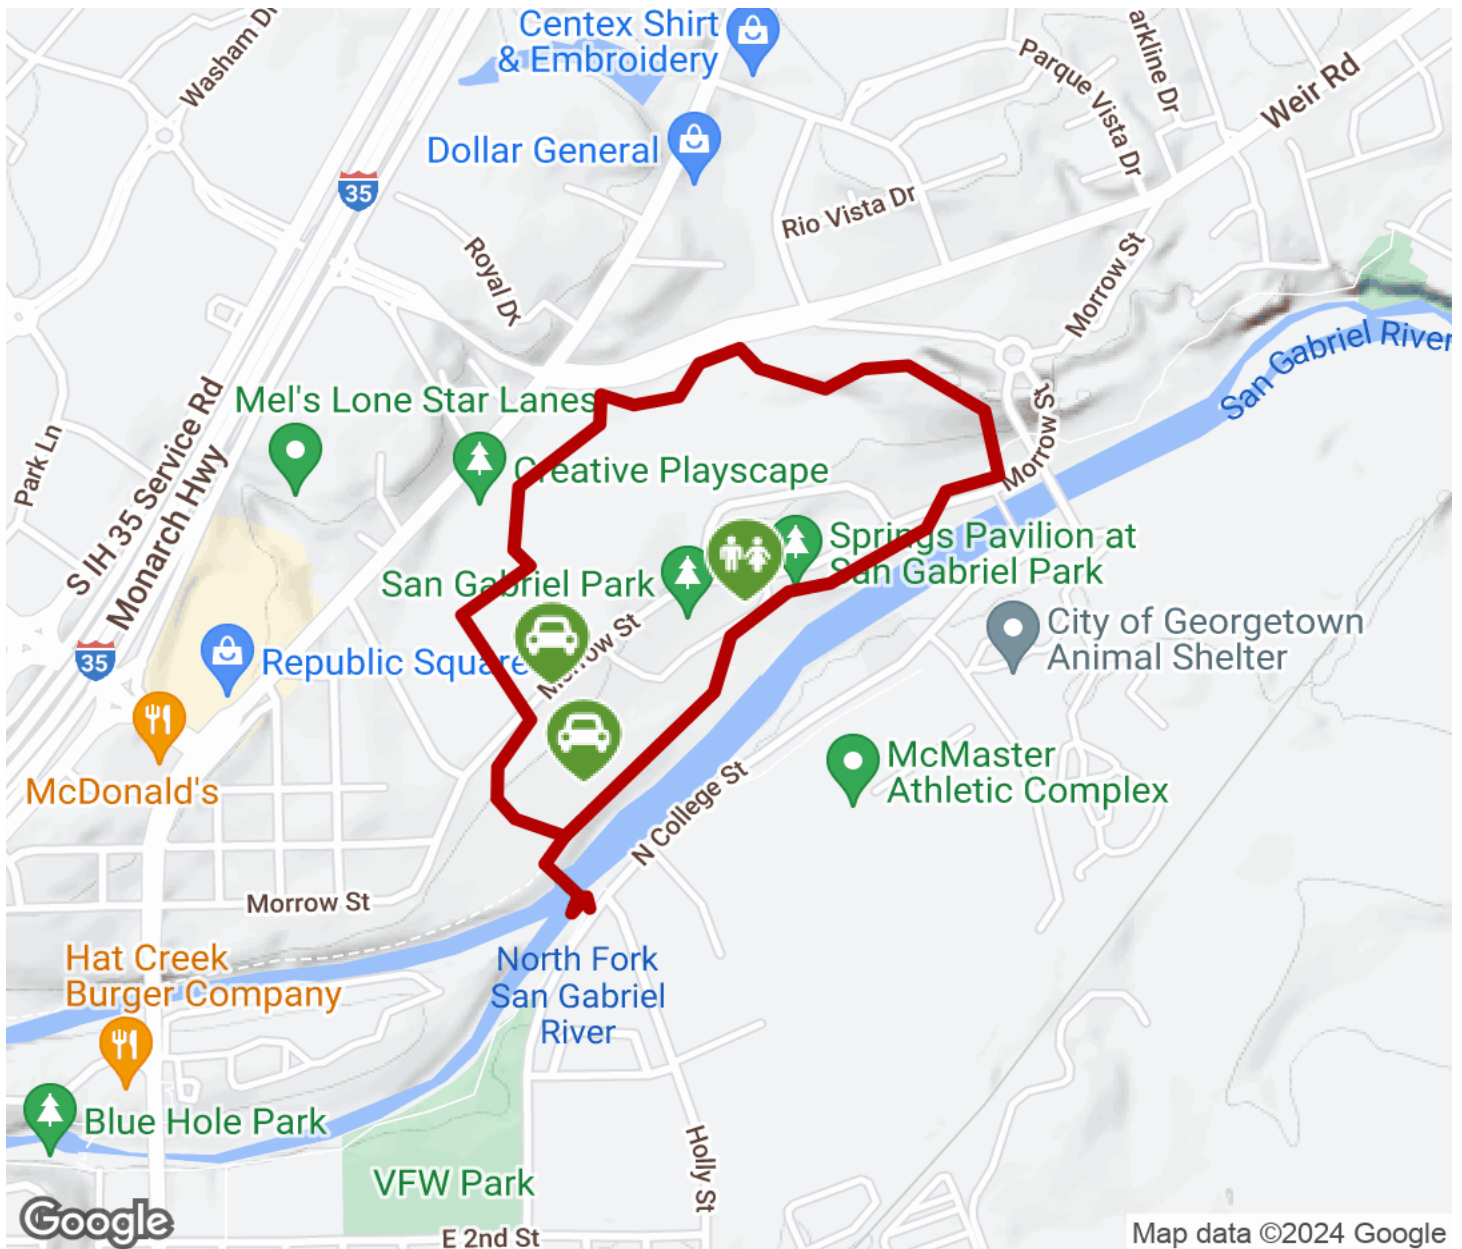 Centex Shirt
& Embroidery
Washam Dr
arkline Dr
Parque Vista Dr
Weir Rd
Dollar General
35
Rio Vista Dr
Royal Dr
Morrow St
San Gabriel River
S IH 35 Service Rd
Mel's Lone Star Lanes
Morrow St
Park Ln
Monarch Hwy
Creative Playscape
Springs Pavilion at
San Gabriel Park
San Gabriel Park
City of Georgetown
Animal Shelter
Morrow St
35
Republic Square
McDonald's
McMaster
Athletic Complex
N College St
Morrow St
Hat Creek
Burger Company
North Fork
San Gabriel
River
Blue Hole Park
VFW Park
Holly St
Google
E 2nd St
Map data ©2024 Google